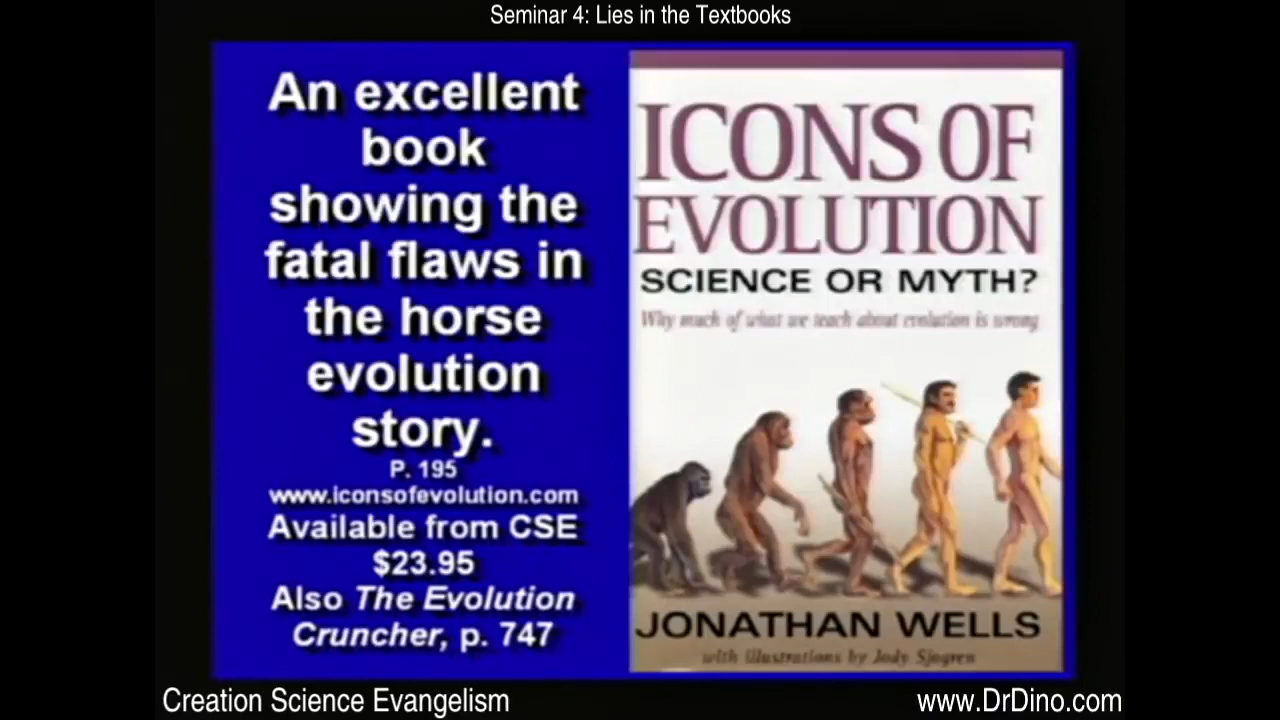 Seminar 4: Lies in the Textbooks
An excellent
book
showing the
fatal flaws in
the horse
evolution
story.
P. 195
www.iconsofevolution.com
Available from CSE
$23.95
Also The Evolution
Cruncher, p. 747
ICONS OF
EVOLUTION
SCIENCE OR MYTH?
Why much of what we teach about evolution is wrong
JONATHAN WELLS
with illustrations by Jody Sjogren
Creation Science Evangelism
www.DrDino.com